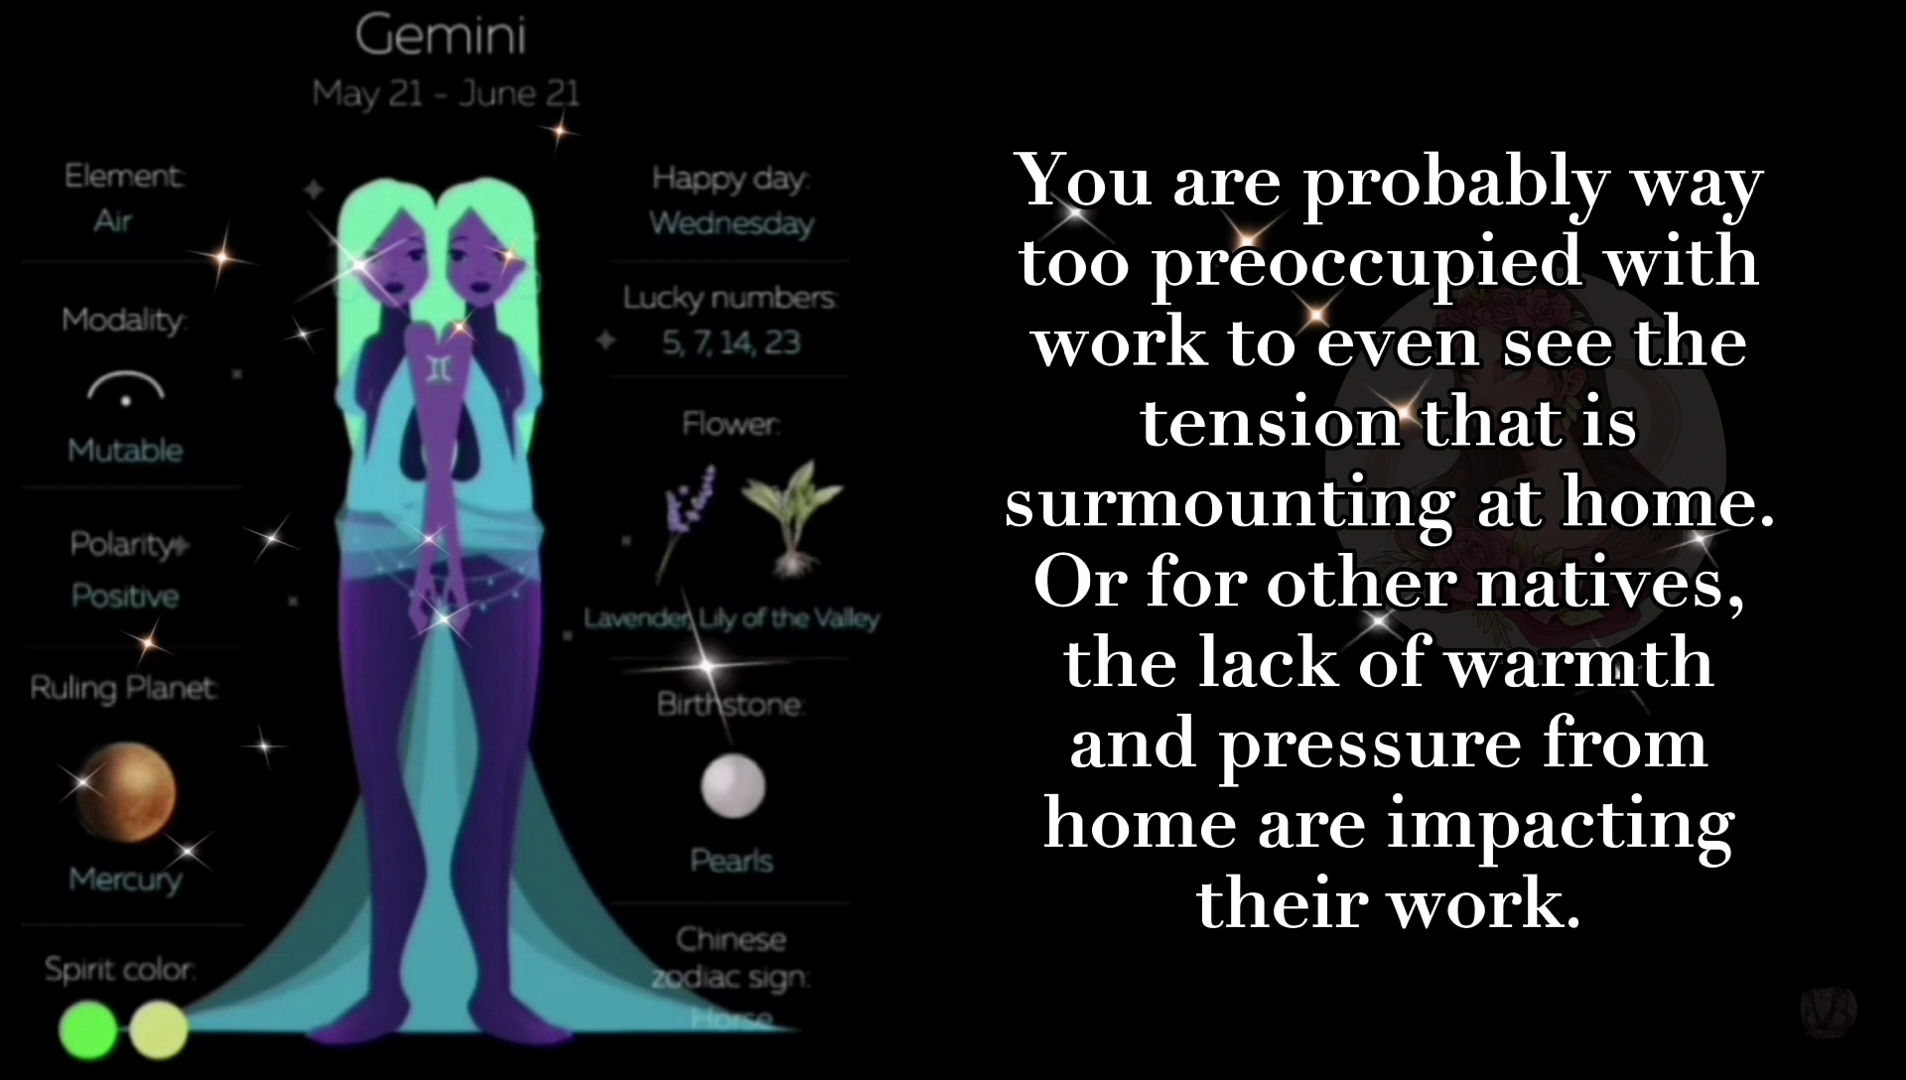 Gemini
May 21 - June 21
Element:
Air
Modality:
Mutable
Polarity:
Positive
Ruling Planet:
Mercury
Spirit color:
Happy day:
Wednesday
Lucky numbers:
5, 7, 14, 23
Flower:
Lavender, Lily of the Valley
Birthstone:
Pearls
Chinese
zodiac sign:
Horse
You are probably way
too preoccupied with
work to even see the
tension that is
surmounting at home.
Or for other natives,
the lack of warmth
and pressure from
home are impacting
their work.